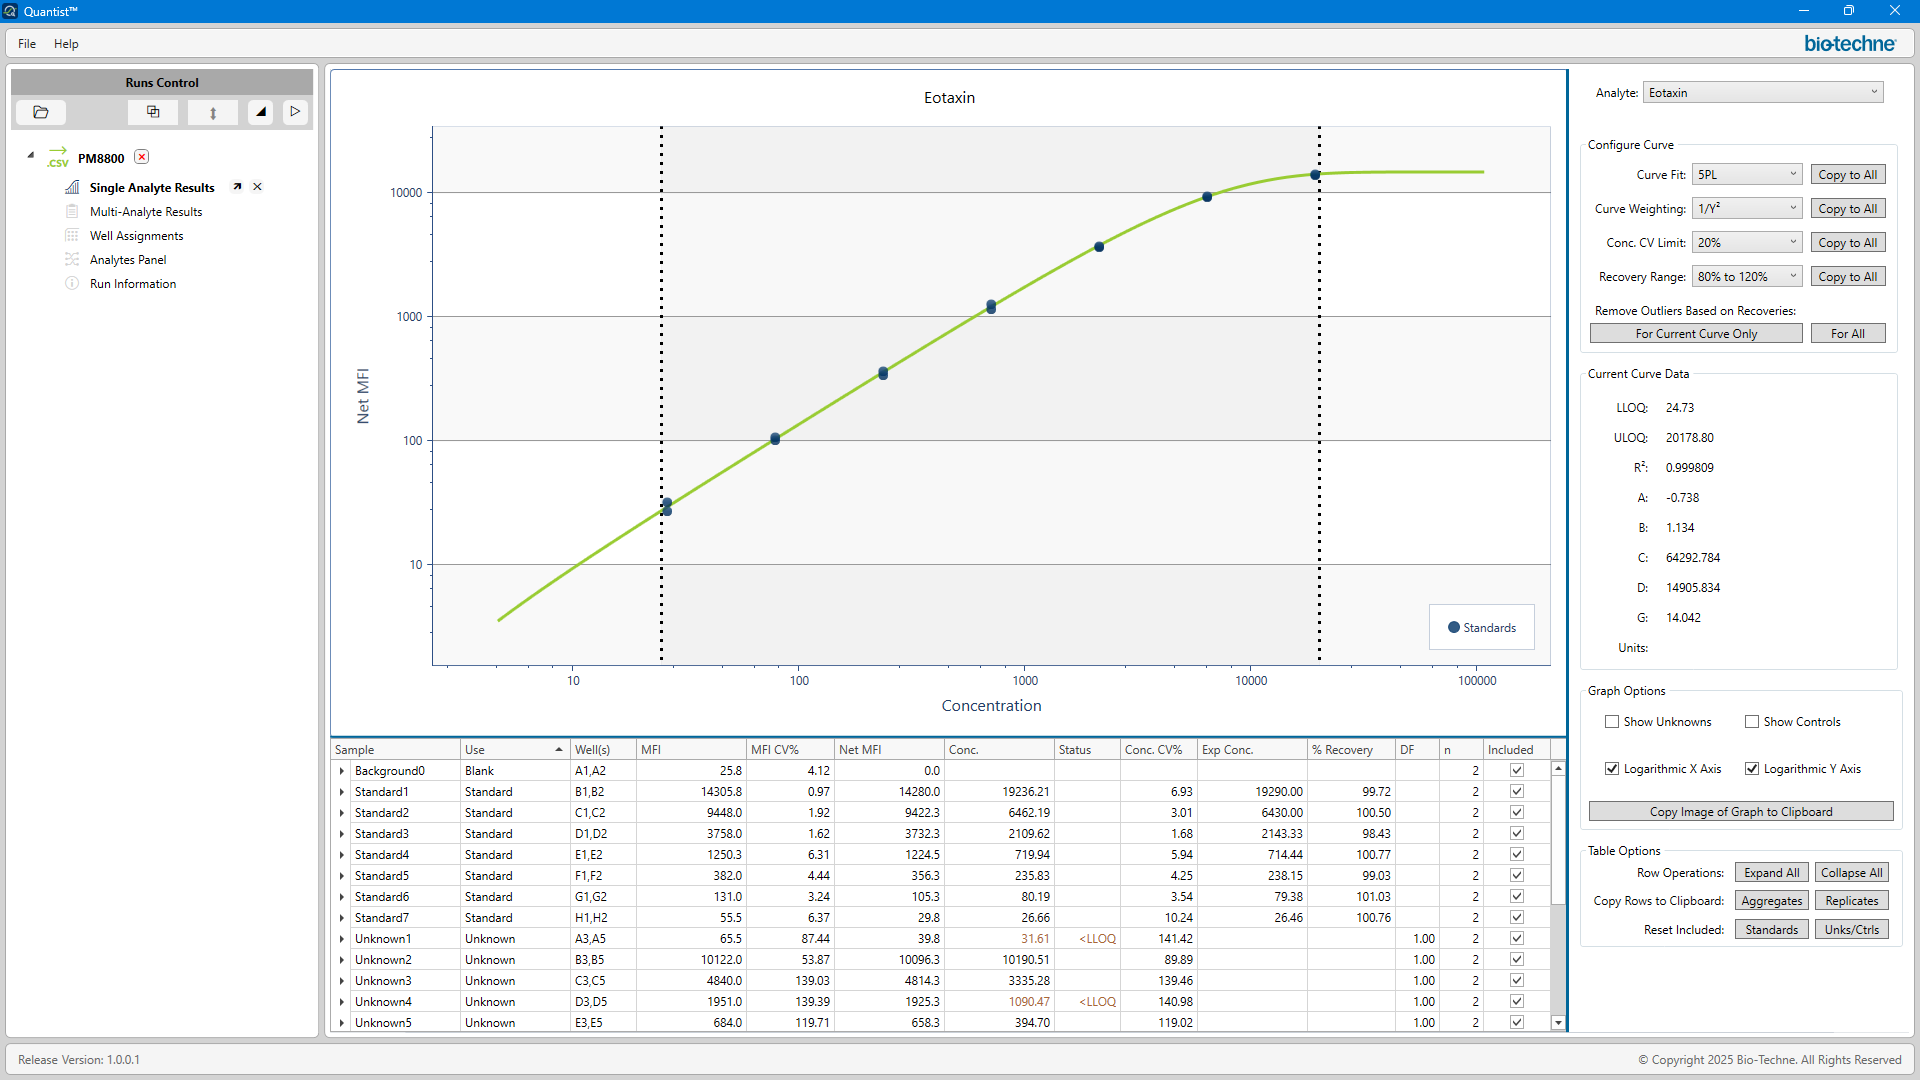 Quantist™
File Help
bio-techne
Runs Control
.CSV PM8800
Single Analyte Results
Multi-Analyte Results
Well Assignments
Analytes Panel
Run Information
Eotaxin
Net MFI
10000
1000
100
10
10 100 1000 10000 100000
Concentration
Standards
Sample Use Well(s) MFI MFI CV% Net MFI Conc. Status Conc. CV% Exp Conc. % Recovery DF n Included
Background0 Blank A1,A2 25.8 4.12 0.0 2
Standard1 Standard B1,B2 14305.8 0.97 14280.0 19236.21 6.93 19290.00 99.72 2
Standard2 Standard C1,C2 9448.0 1.92 9422.3 6462.19 3.01 6430.00 100.50 2
Standard3 Standard D1,D2 3758.0 1.62 3732.3 2109.62 1.68 2143.33 98.43 2
Standard4 Standard E1,E2 1250.3 6.31 1224.5 719.94 5.94 714.44 100.77 2
Standard5 Standard F1,F2 382.0 4.44 356.3 235.83 4.25 238.15 99.03 2
Standard6 Standard G1,G2 131.0 3.24 105.3 80.19 3.54 79.38 101.03 2
Standard7 Standard H1,H2 55.5 6.37 29.8 26.66 10.24 26.46 100.76 2
Unknown1 Unknown A3,A5 65.5 87.44 39.8 31.61 <LLOQ 141.42 1.00 2
Unknown2 Unknown B3,B5 10122.0 53.87 10096.3 10190.51 89.89 1.00 2
Unknown3 Unknown C3,C5 4840.0 139.03 4814.3 3335.28 139.46 1.00 2
Unknown4 Unknown D3,D5 1951.0 139.39 1925.3 1090.47 <LLOQ 140.98 1.00 2
Unknown5 Unknown E3,E5 684.0 119.71 658.3 394.70 119.02 1.00 2
Analyte: Eotaxin
Configure Curve
Curve Fit: 5PL Copy to All
Curve Weighting: 1/Y² Copy to All
Conc. CV Limit: 20% Copy to All
Recovery Range: 80% to 120% Copy to All
Remove Outliers Based on Recoveries:
For Current Curve Only For All
Current Curve Data
LLOQ: 24.73
ULOQ: 20178.80
R²: 0.999809
A: -0.738
B: 1.134
C: 64292.784
D: 14905.834
G: 14.042
Units:
Graph Options
Show Unknowns Show Controls
Logarithmic X Axis Logarithmic Y Axis
Copy Image of Graph to Clipboard
Table Options
Row Operations: Expand All Collapse All
Copy Rows to Clipboard: Aggregates Replicates
Reset Included: Standards Unks/Ctrls
Release Version: 1.0.0.1
© Copyright 2025 Bio-Techne. All Rights Reserved